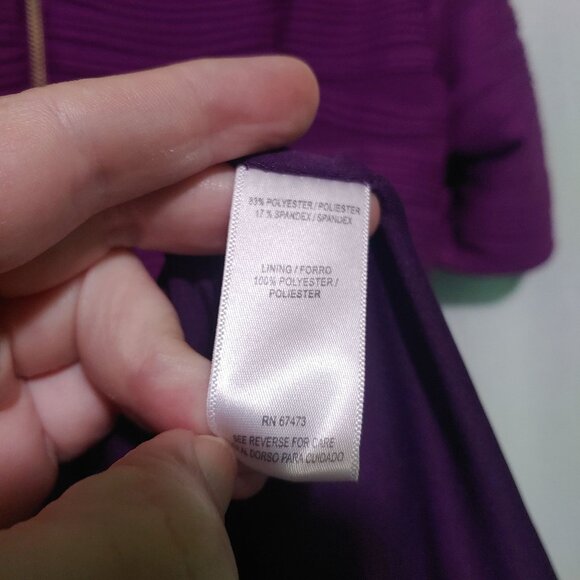 83% POLYESTER / POLIESTER
17 % SPANDEX / SPANDEX
LINING / FORRO
100% POLYESTER /
POLIESTER
RN 67473
SEE REVERSE FOR CARE
AL DORSO PARA CUIDADO